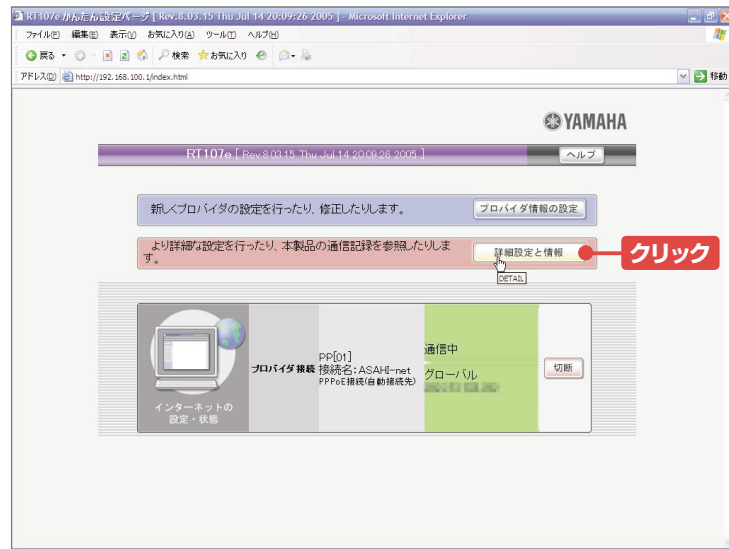 RT107e かんたん設定ページ [ Rev.8.03.15 Thu Jul 14 20:09:26 2005 ] - Microsoft Internet Explorer
ファイル(F) 編集(E) 表示(V) お気に入り(A) ツール(T) ヘルプ(H)
戻る 検索 お気に入り
アドレス(D) http://192.168.100.1/index.html 移動
YAMAHA
RT107e [ Rev.8.03.15 Thu Jul 14 20:09:26 2005 ] ヘルプ
新しくプロバイダの設定を行ったり、修正したりします。 プロバイダ情報の設定
より詳細な設定を行ったり、本製品の通信記録を参照したりしま
す。
詳細設定と情報 クリック
DETAIL
プロバイダ接続
PP[01]
接続名：ASAHI-net
PPPoE接続(自動接続先)
通信中
グローバル
切断
インターネットの
設定・状態